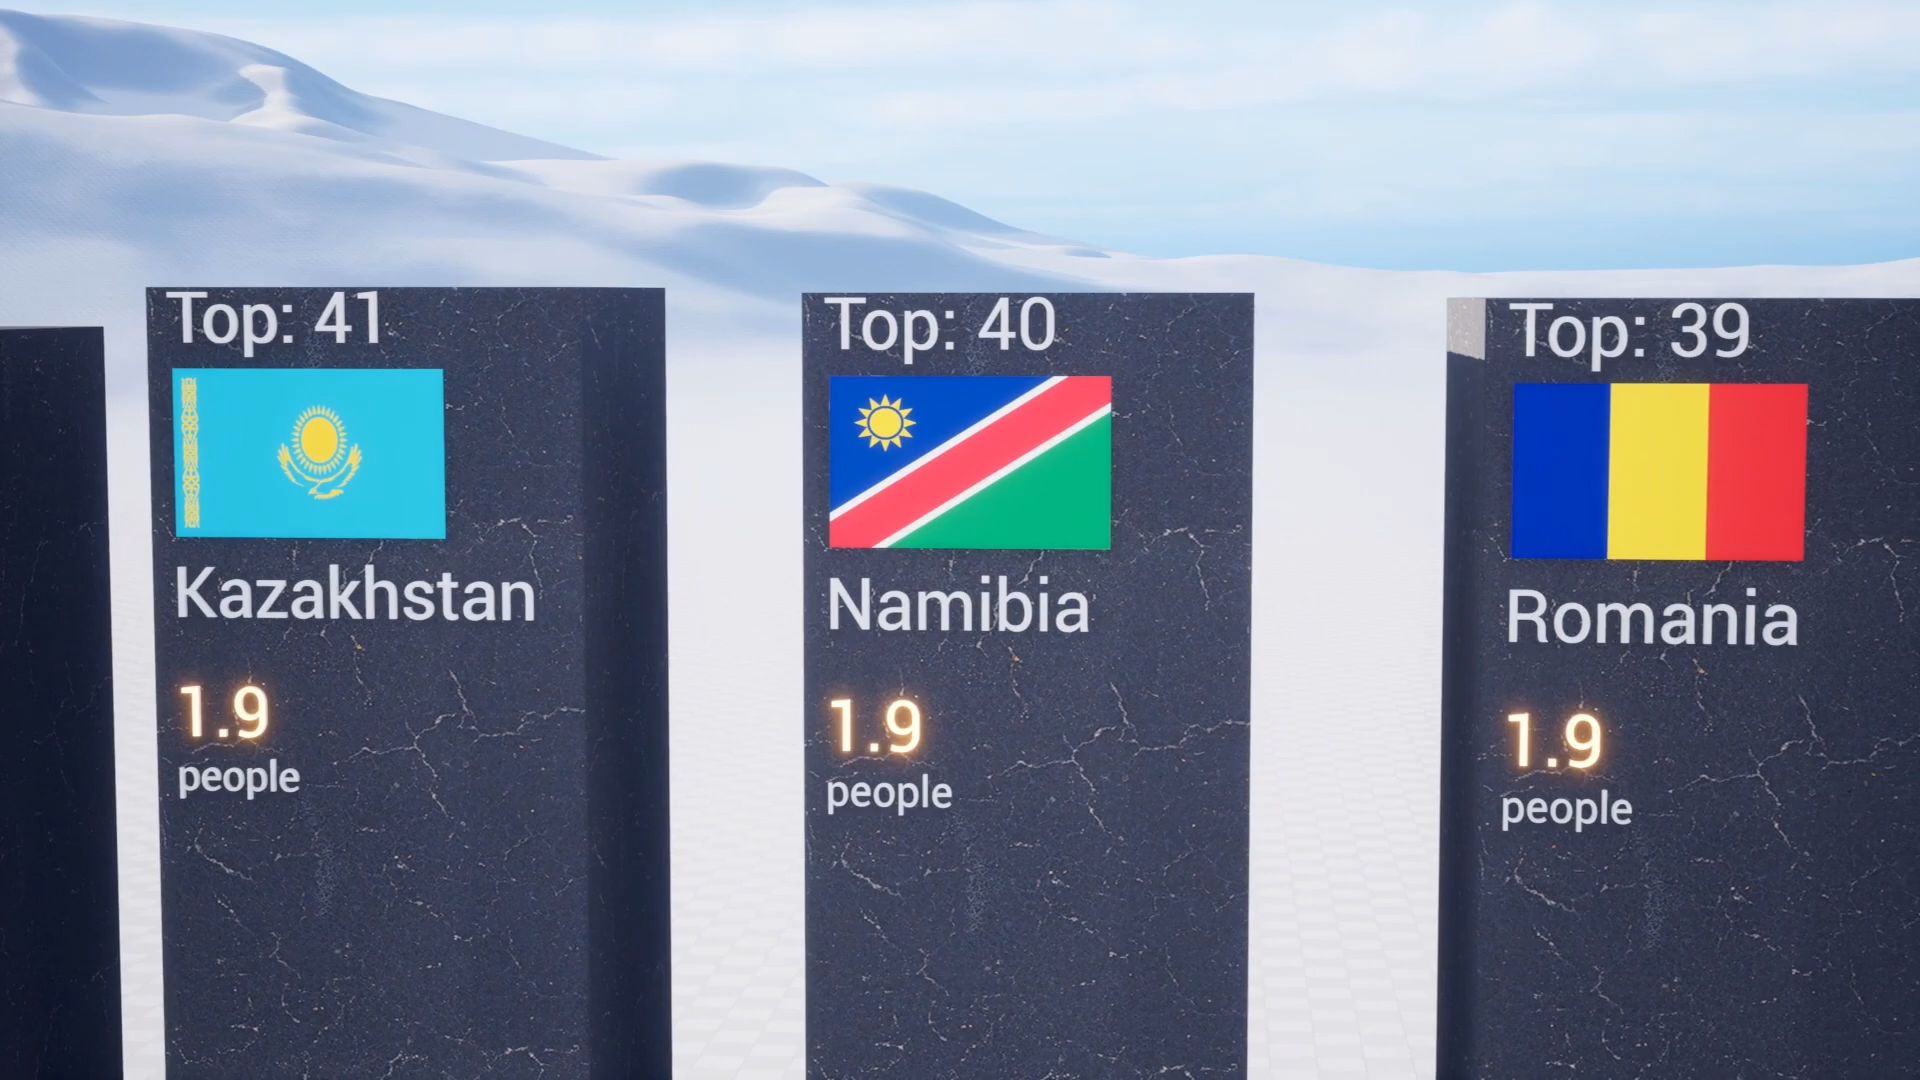 Top: 41
Kazakhstan
1.9
people
Top: 40
Namibia
1.9
people
Top: 39
Romania
1.9
people